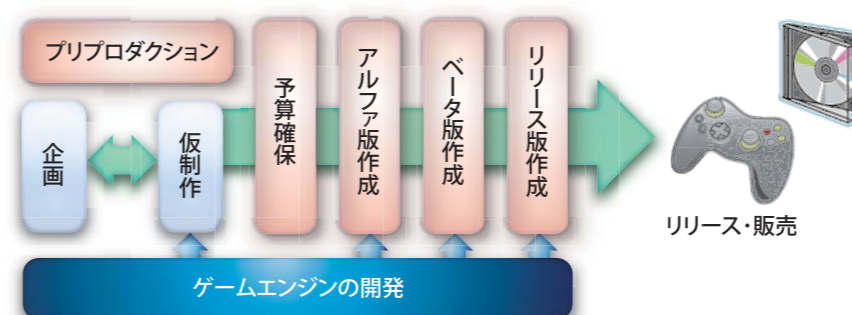 プリプロダクション
企画
仮制作
予算確保
アルファ版作成
ベータ版作成
リリース版作成
リリース・販売
ゲームエンジンの開発